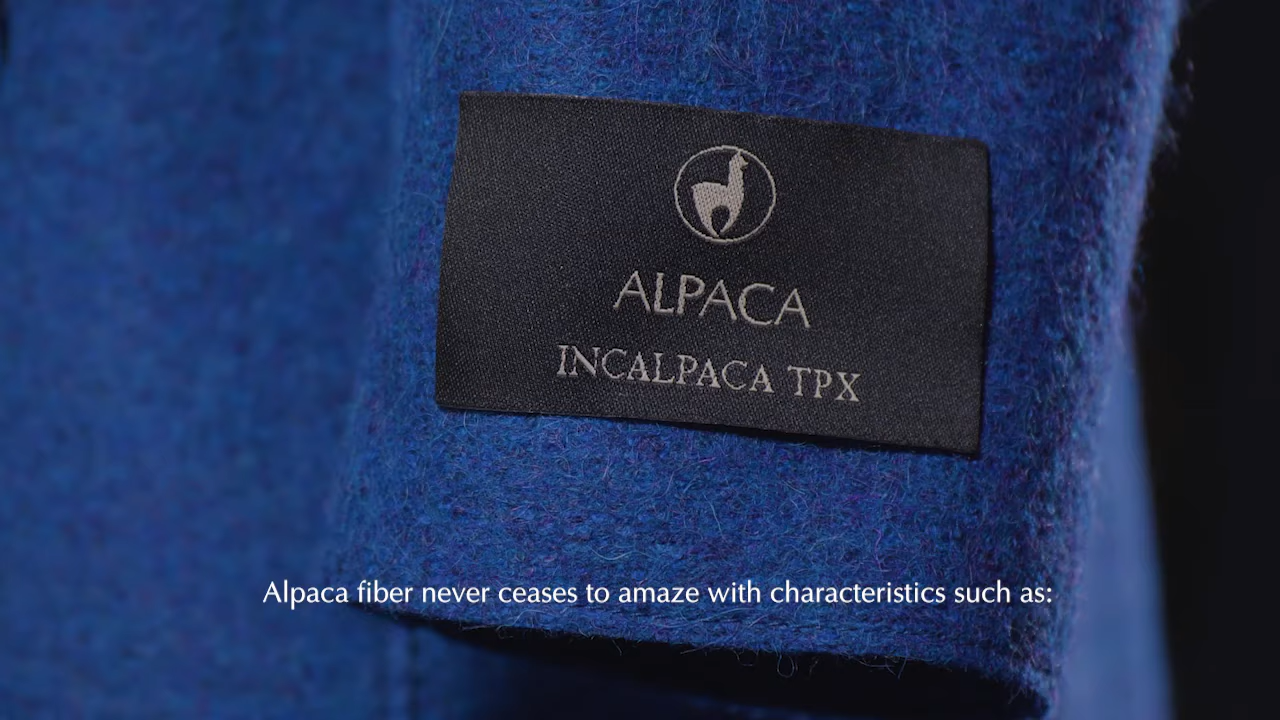 ALPACA
INCALPACA TPX
Alpaca fiber never ceases to amaze with characteristics such as: